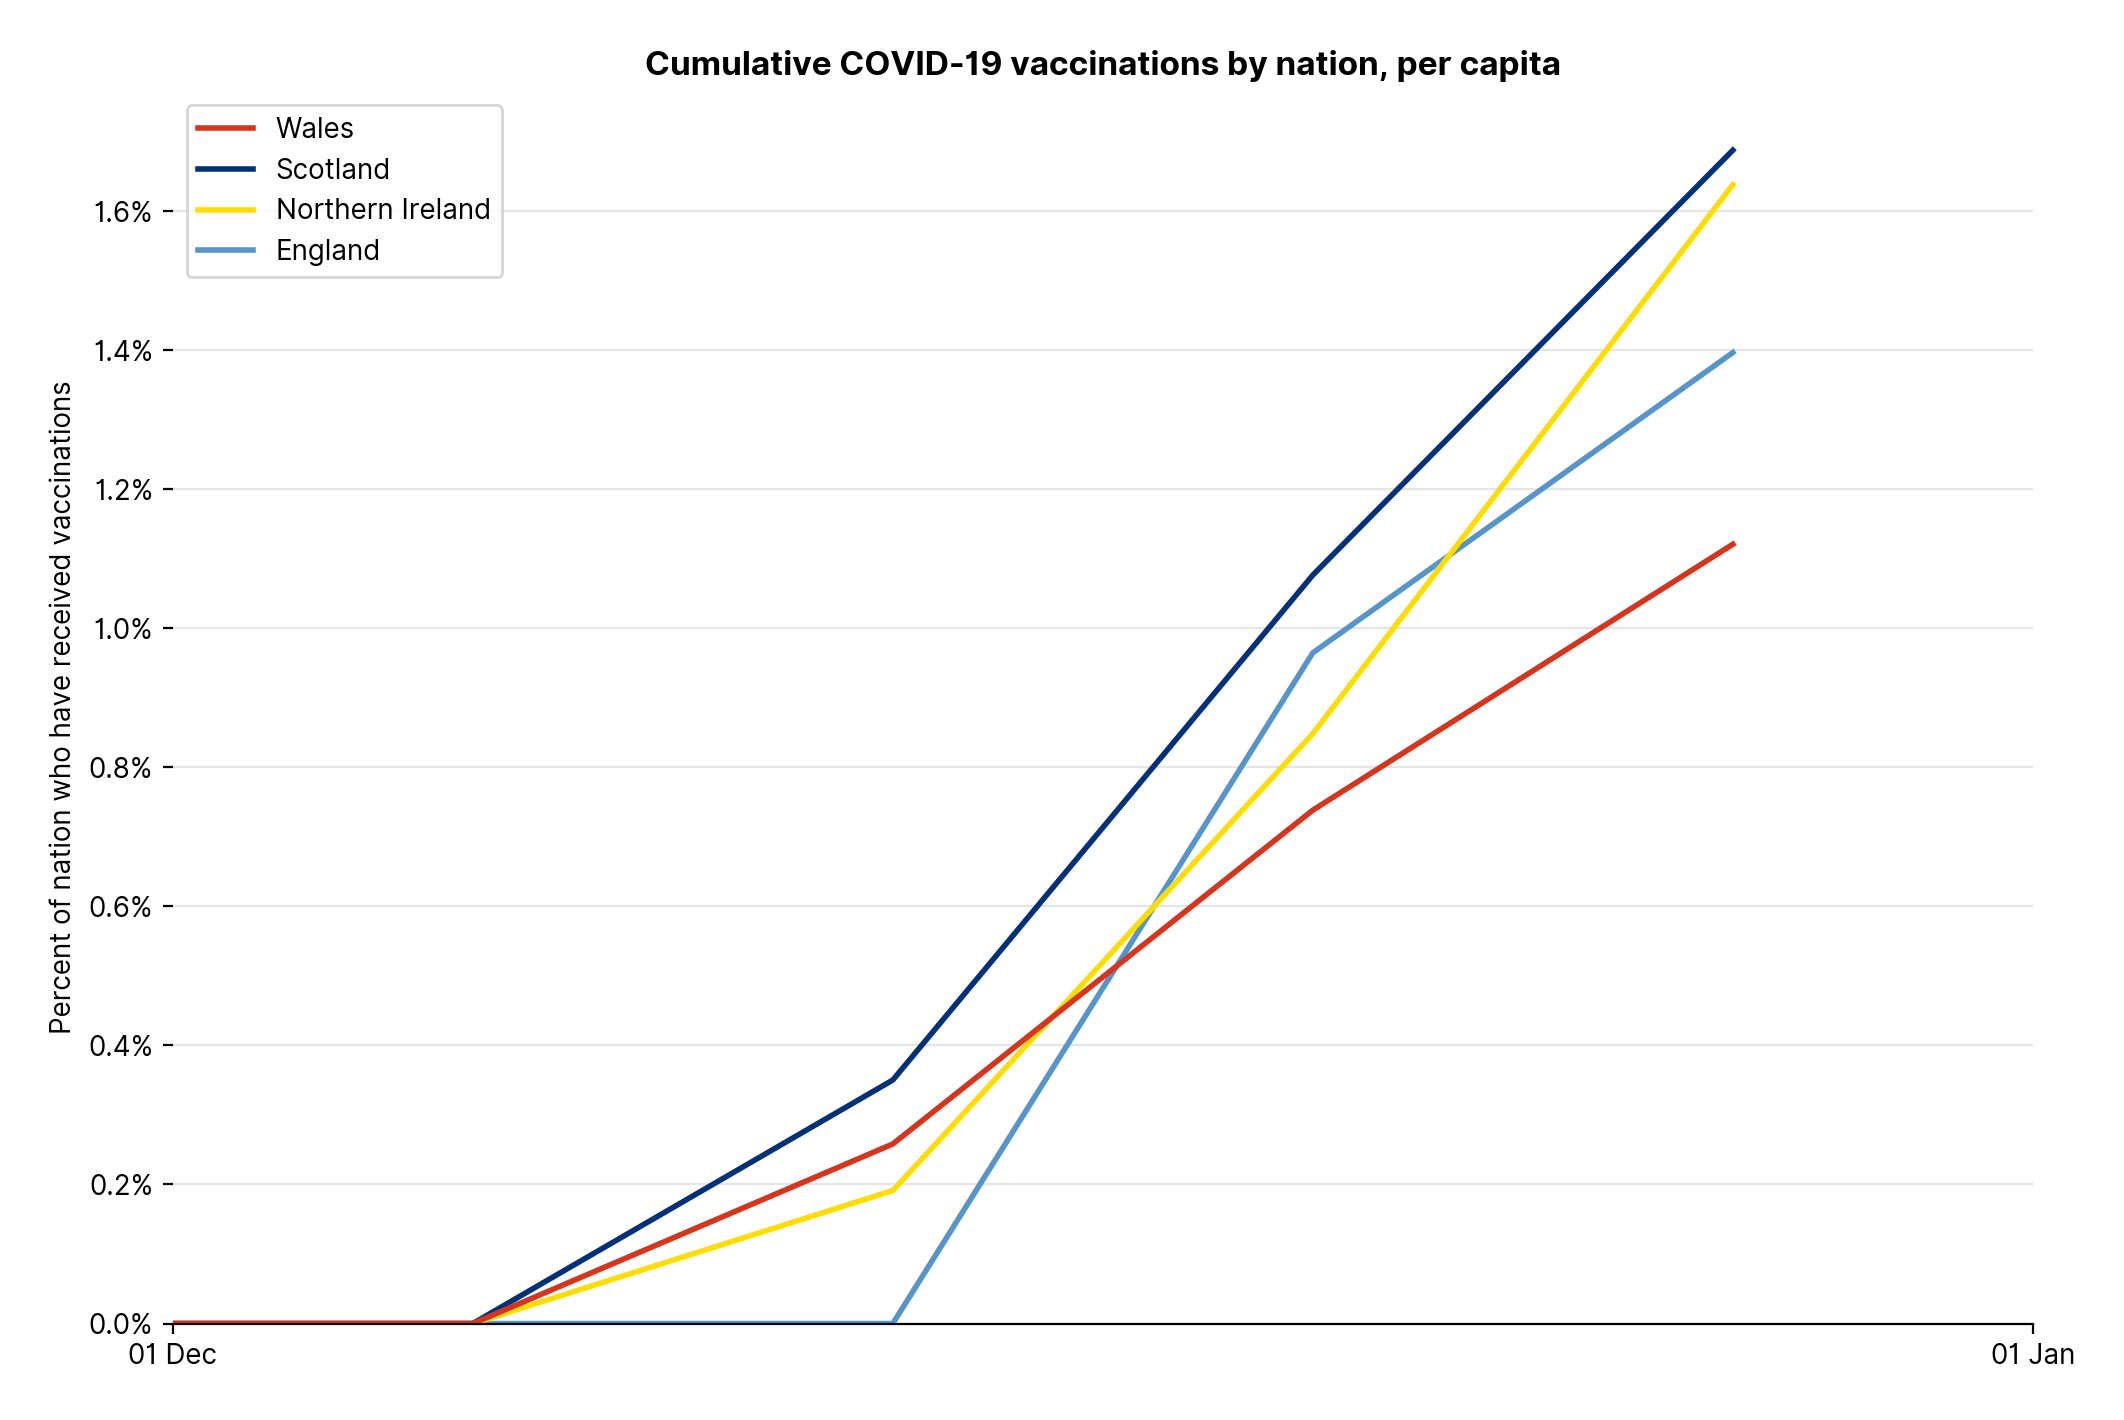 Cumulative COVID-19 vaccinations by nation, per capita
Wales
Scotland
Northern Ireland
England
Percent of nation who have received vaccinations
1.6%
1.4%
1.2%
1.0%
0.8%
0.6%
0.4%
0.2%
0.0%
01 Dec
01 Jan